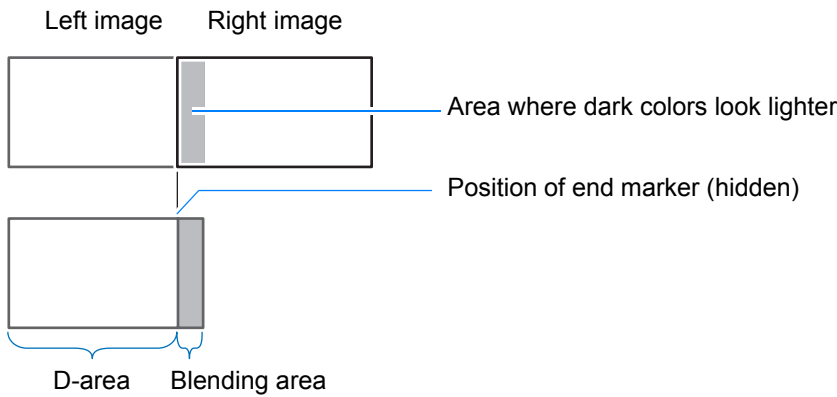 Left image
Right image
Area where dark colors look lighter
Position of end marker (hidden)
D-area
Blending area